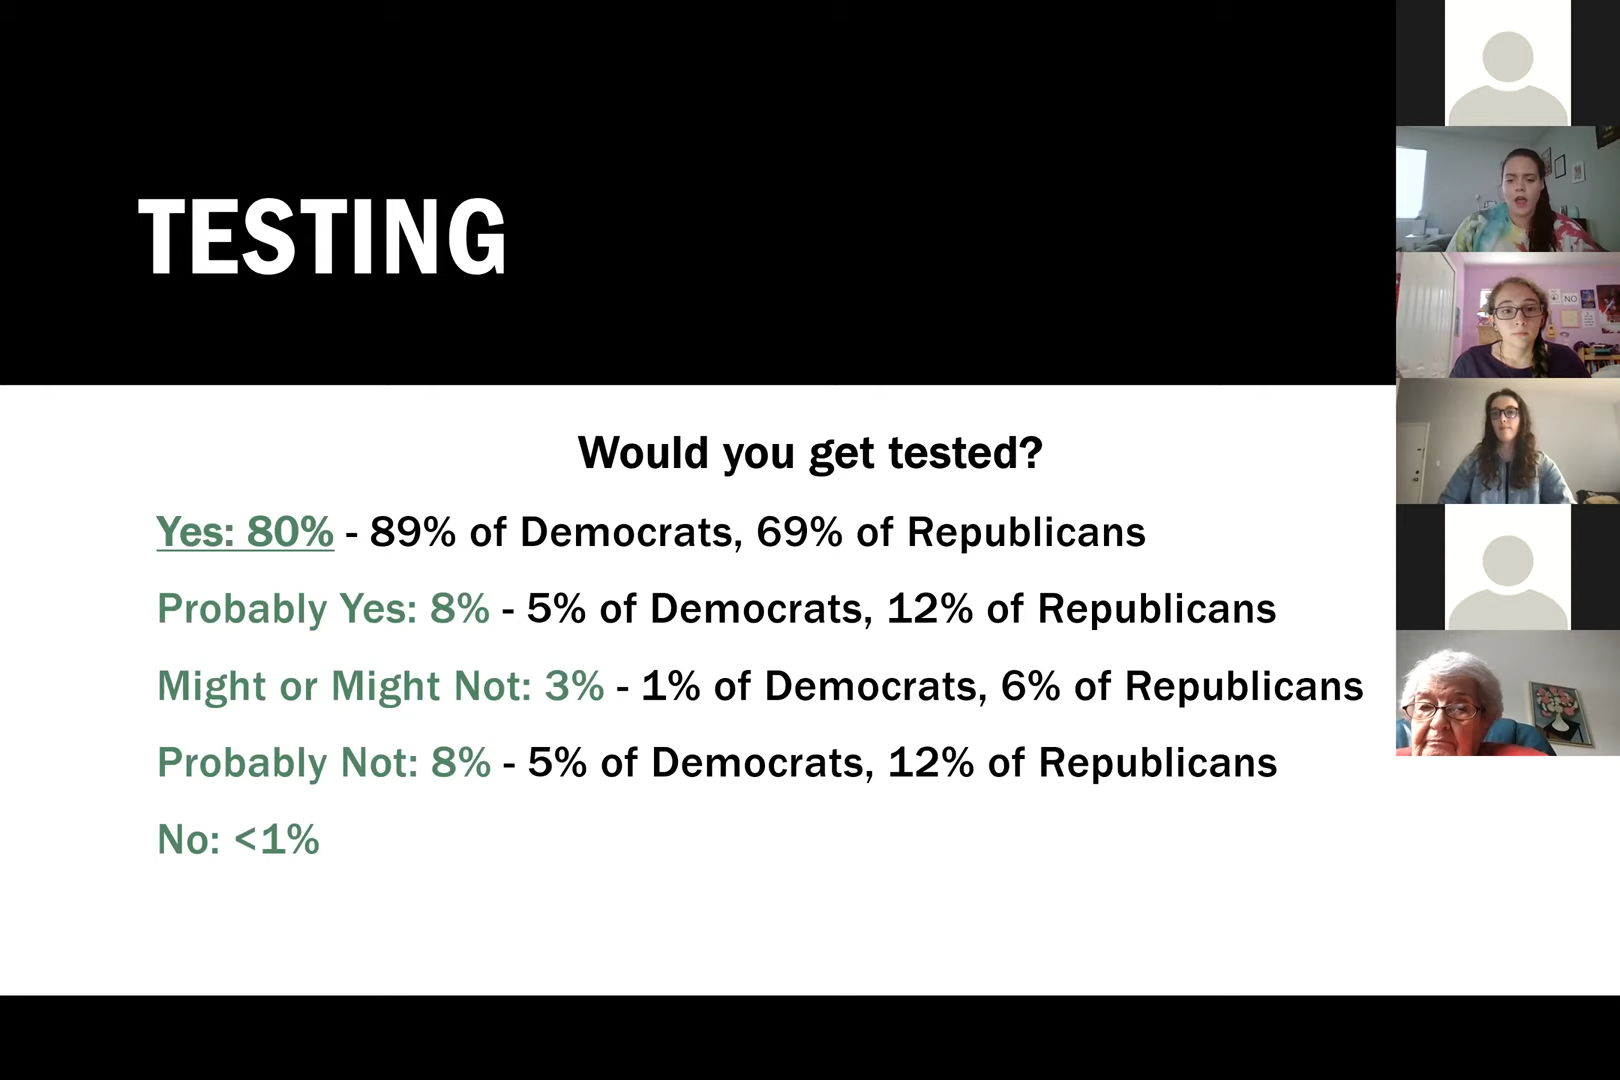 TESTING
Would you get tested?
Yes: 80% - 89% of Democrats, 69% of Republicans
Probably Yes: 8% - 5% of Democrats, 12% of Republicans
Might or Might Not: 3% - 1% of Democrats, 6% of Republicans
Probably Not: 8% - 5% of Democrats, 12% of Republicans
No: <1%
NO